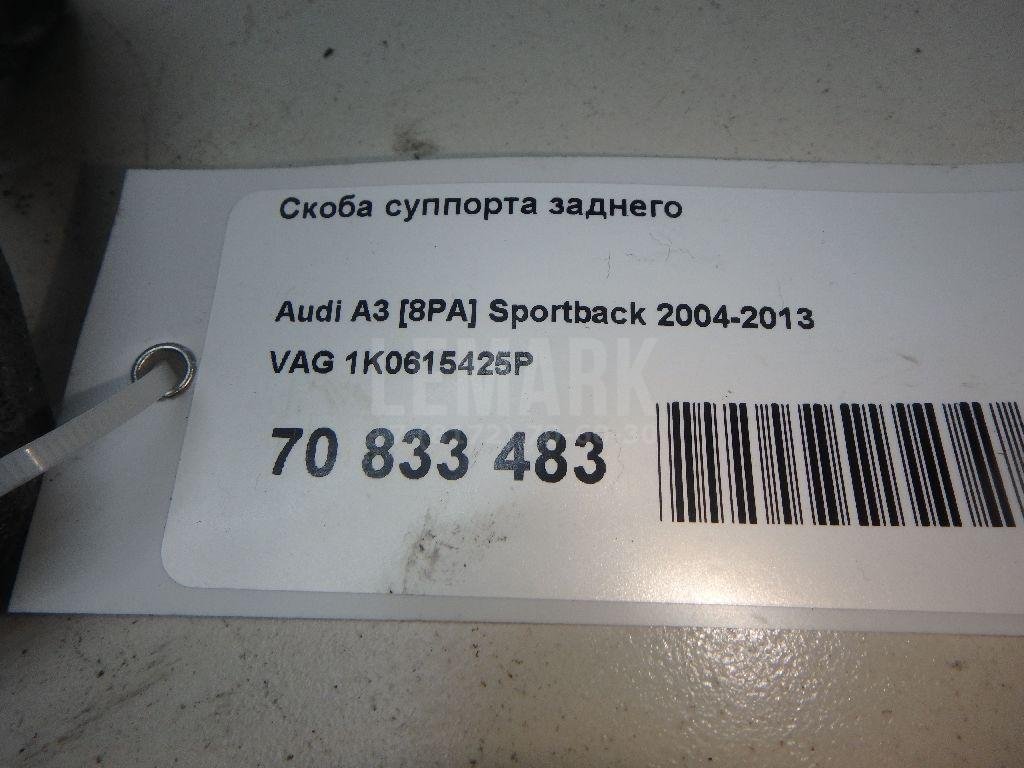 Скоба суппорта заднего
Audi A3 [8PA] Sportback 2004-2013
VAG 1K0615425P
LEMARK
70 833 483